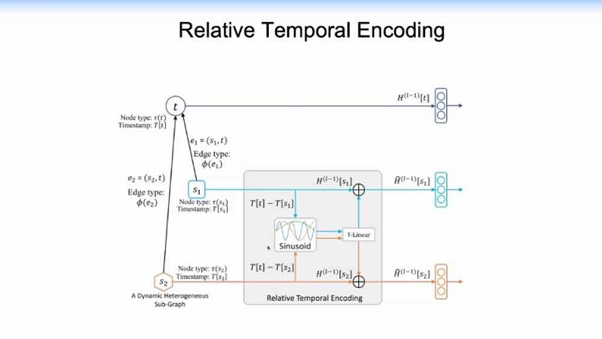 Relative Temporal Encoding
H^(l−1)[t]
t
Node type: τ(t)
Timestamp: T[t]
e₁ = (s₁, t)
Edge type:
ϕ(e₁)
e₂ = (s₂, t)
Edge type:
ϕ(e₂)
s₁
Node type: τ(s₁)
Timestamp: T[s₁]
H^(l−1)[s₁]
Ĥ^(l−1)[s₁]
T[t] − T[s₁]
Sinusoid
T-Linear
T[t] − T[s₂]
s₂
Node type: τ(s₂)
Timestamp: T[s₂]
H^(l−1)[s₂]
Ĥ^(l−1)[s₂]
A Dynamic Heterogeneous
Sub-Graph
Relative Temporal Encoding